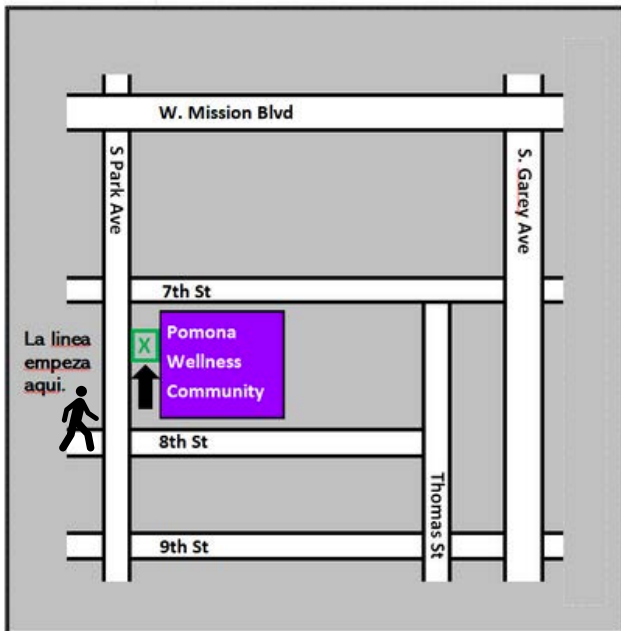 W. Mission Blvd
S Park Ave
S. Garey Ave
7th St
La linea
empeza
aqui.
X
Pomona
Wellness
Community
8th St
Thomas St
9th St